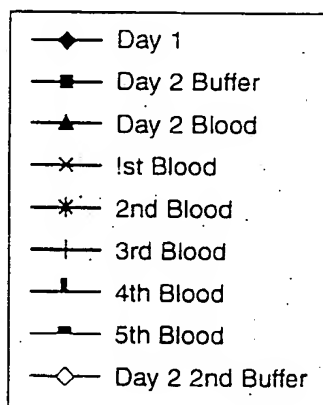 Day 1
Day 2 Buffer
Day 2 Blood
!st Blood
2nd Blood
3rd Blood
4th Blood
5th Blood
Day 2 2nd Buffer